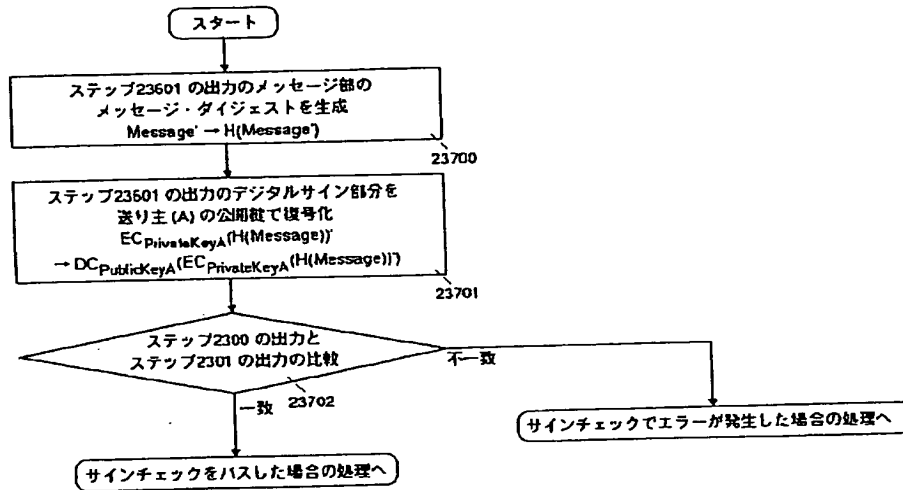 スタート
ステップ23601 の出力のメッセージ部の
メッセージ・ダイジェストを生成
Message' → H(Message')
23700
ステップ23601 の出力のデジタルサイン部分を
送り主 (A) の公開鍵で復号化
EC PrivateKeyA(H(Message))'
→ DC PublicKeyA(EC PrivateKeyA(H(Message))')
23701
ステップ2300 の出力と
ステップ2301 の出力の比較
不一致
23702
一致
サインチェックでエラーが発生した場合の処理へ
サインチェックをパスした場合の処理へ